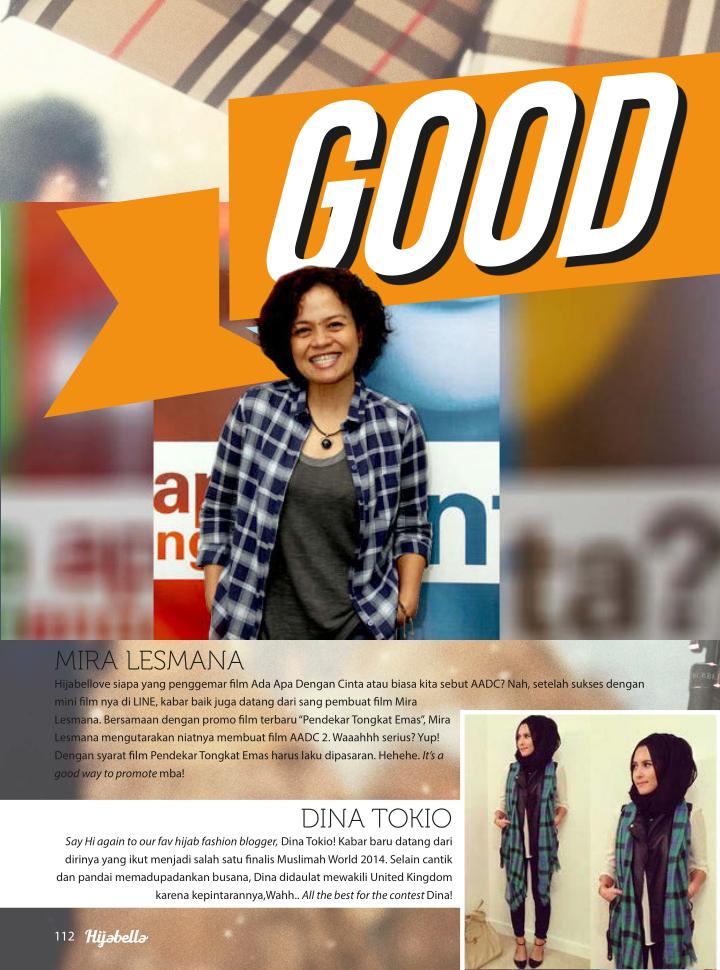 GOOD
ap
ng
n
ta?
MIRA LESMANA
Hijabellove siapa yang penggemar film Ada Apa Dengan Cinta atau biasa kita sebut AADC? Nah, setelah sukses dengan
mini film nya di LINE, kabar baik juga datang dari sang pembuat film Mira
Lesmana. Bersamaan dengan promo film terbaru “Pendekar Tongkat Emas”, Mira
Lesmana mengutarakan niatnya membuat film AADC 2. Waaahhh serius? Yup!
Dengan syarat film Pendekar Tongkat Emas harus laku dipasaran. Hehehe. It’s a
good way to promote mba!
DINA TOKIO
Say Hi again to our fav hijab fashion blogger, Dina Tokio! Kabar baru datang dari
dirinya yang ikut menjadi salah satu finalis Muslimah World 2014. Selain cantik
dan pandai memadupadankan busana, Dina didaulat mewakili United Kingdom
karena kepintarannya,Wahh.. All the best for the contest Dina!
112 Hijabella